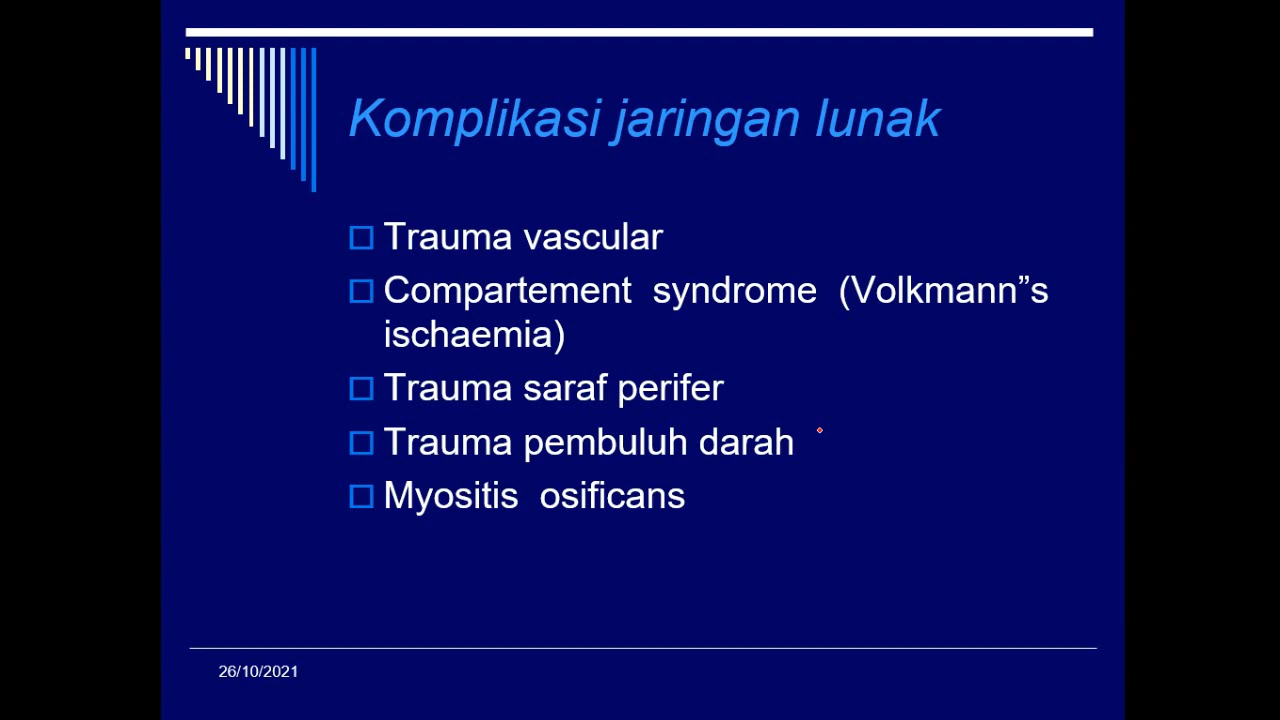 Komplikasi jaringan lunak
Trauma vascular
Compartement syndrome (Volkmann”s
ischaemia)
Trauma saraf perifer
Trauma pembuluh darah
Myositis osificans
26/10/2021